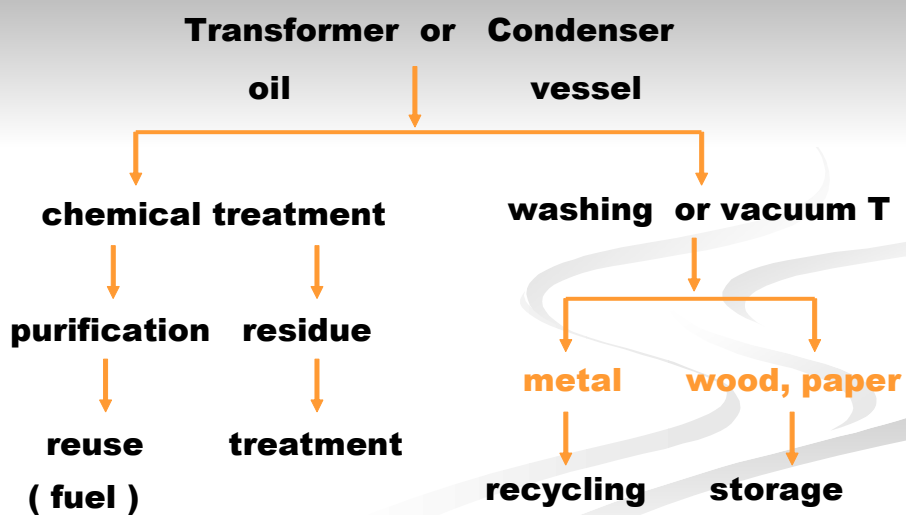 Transformer or Condenser
oil vessel
chemical treatment washing or vacuum T
purification residue
metal wood, paper
reuse treatment
( fuel ) recycling storage